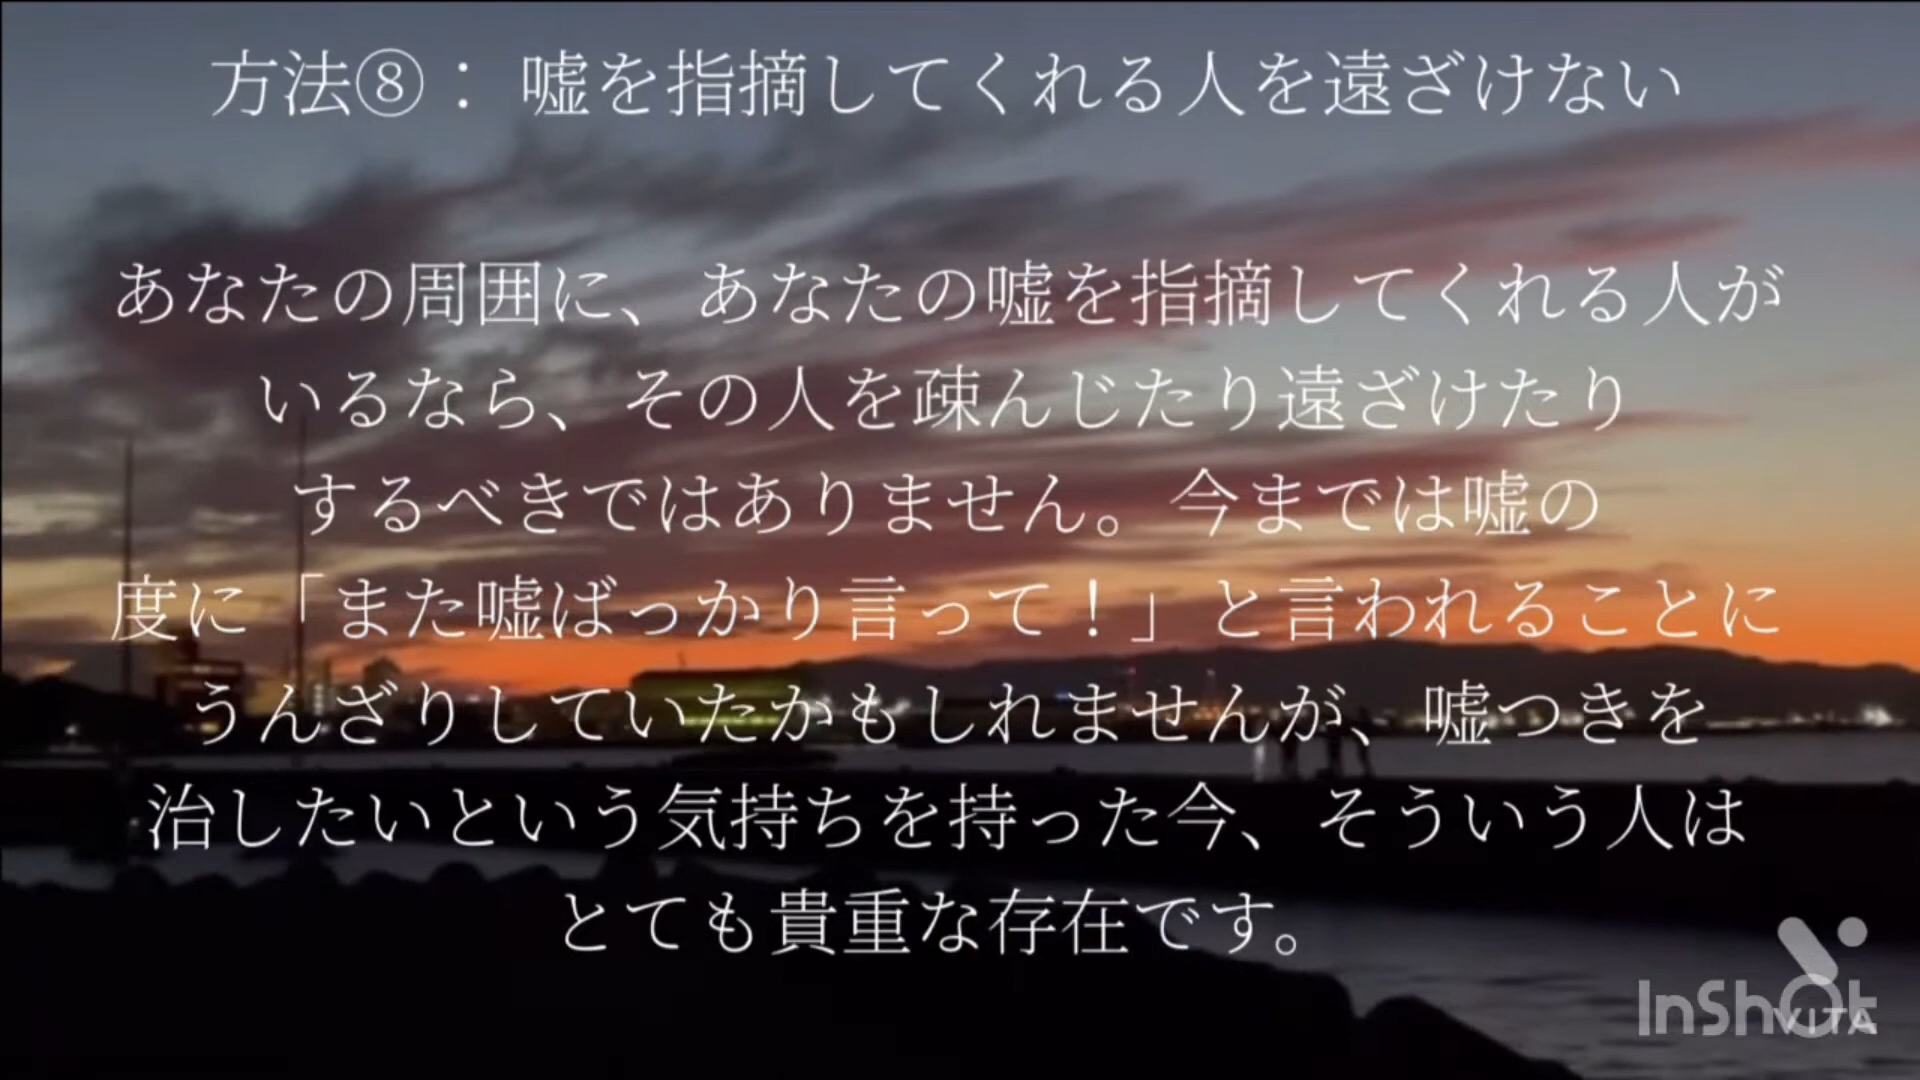 方法⑧： 嘘を指摘してくれる人を遠ざけない
あなたの周囲に、あなたの嘘を指摘してくれる人が
いるなら、その人を疎んじたり遠ざけたり
するべきではありません。今までは嘘の
度に「また嘘ばっかり言って！」と言われることに
うんざりしていたかもしれませんが、嘘つきを
治したいという気持ちを持った今、そういう人は
とても貴重な存在です。
InShOt
VITA